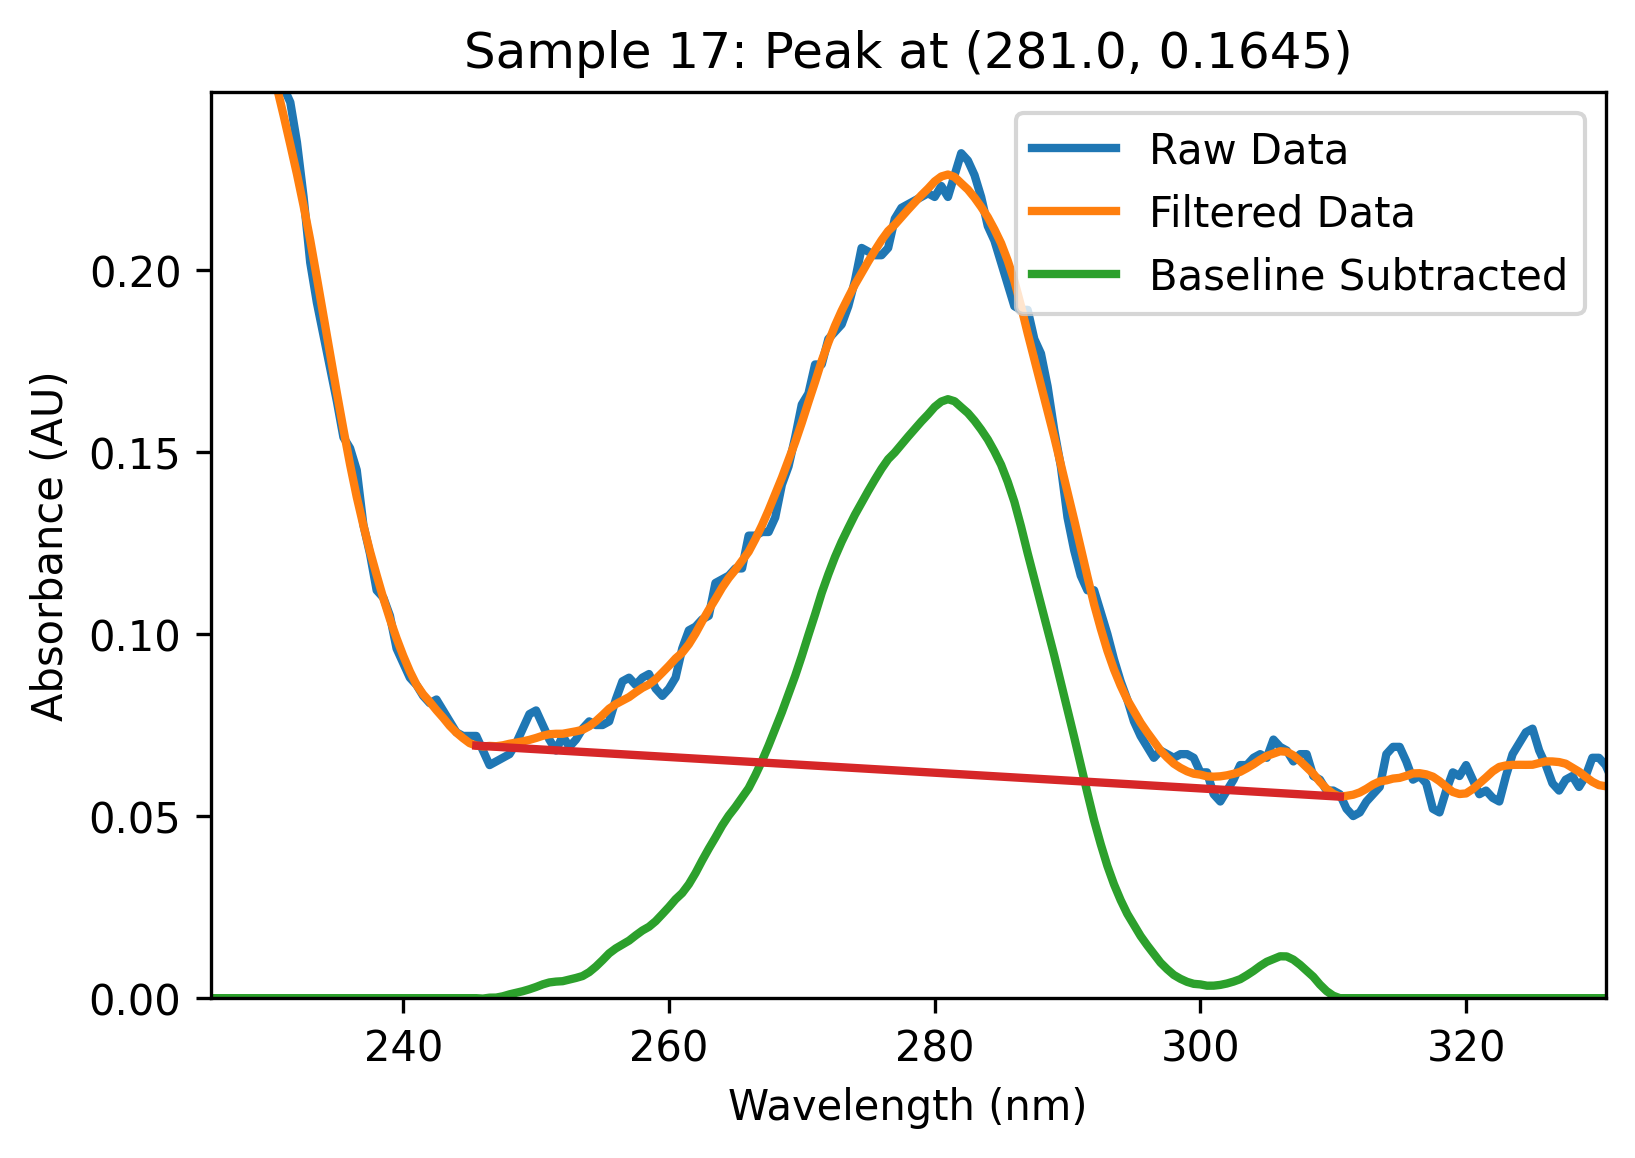 Sample 17: Peak at (281.0, 0.1645)
Raw Data
Filtered Data
Baseline Subtracted
Absorbance (AU)
0.20
0.15
0.10
0.05
0.00
240 260 280 300 320
Wavelength (nm)